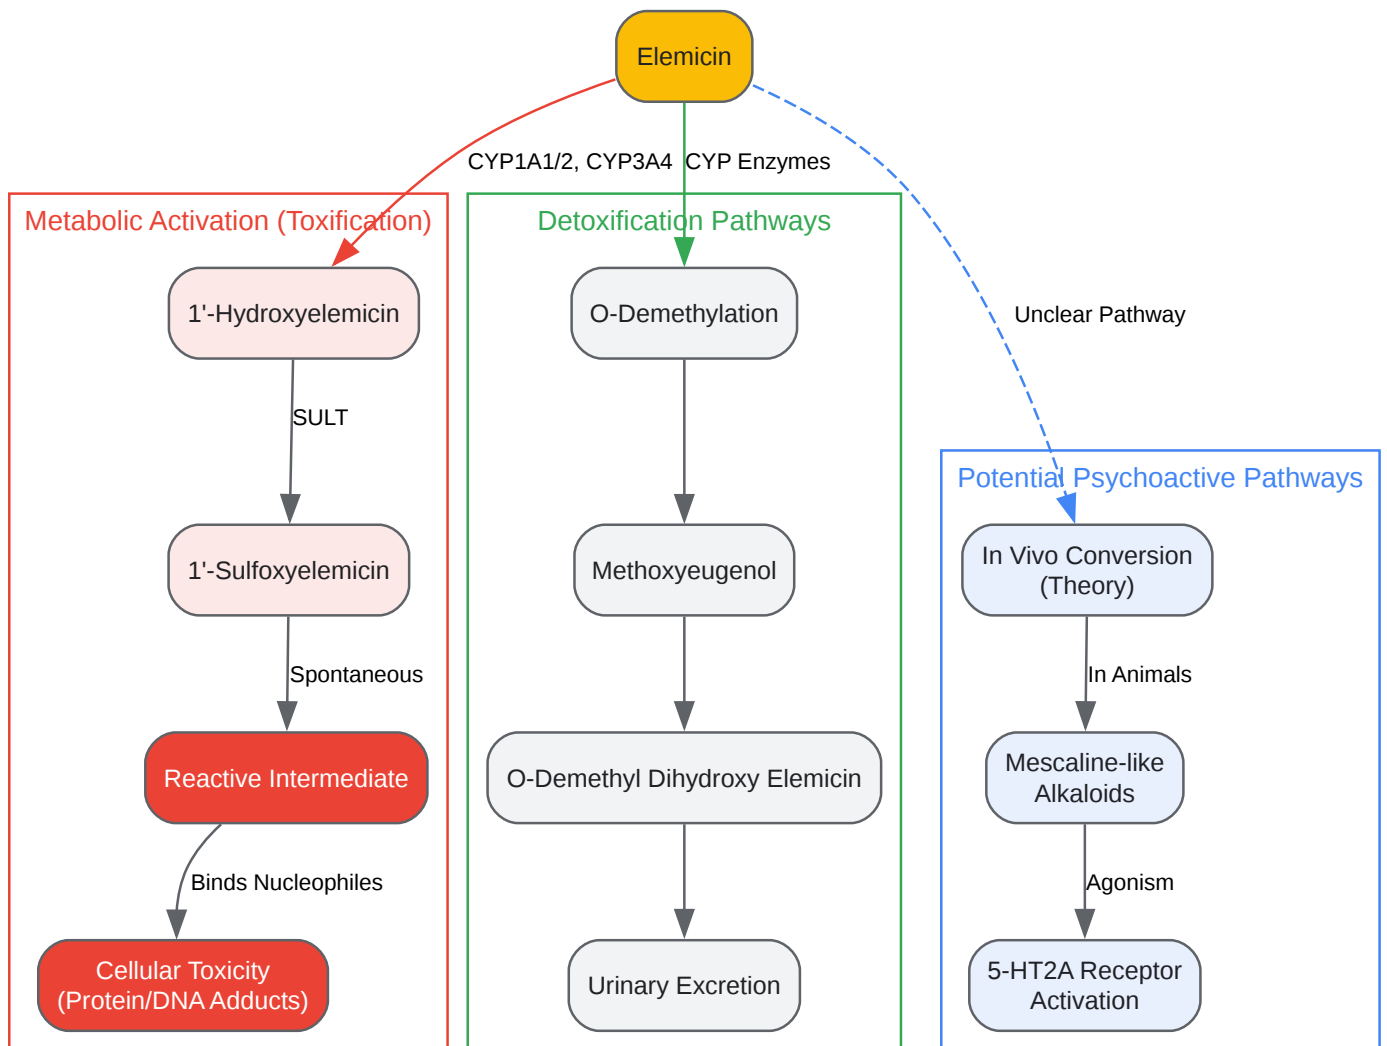 Elemicin
CYP1A1/2, CYP3A4
CYP Enzymes
Metabolic Activation (Toxification)
Detoxification Pathways
1'-Hydroxyelemicin
O-Demethylation
Unclear Pathway
SULT
Potential Psychoactive Pathways
1'-Sulfoxyelemicin
Methoxyeugenol
In Vivo Conversion
(Theory)
Spontaneous
In Animals
Reactive Intermediate
O-Demethyl Dihydroxy Elemicin
Mescaline-like
Alkaloids
Binds Nucleophiles
Agonism
Cellular Toxicity
(Protein/DNA Adducts)
Urinary Excretion
5-HT2A Receptor
Activation